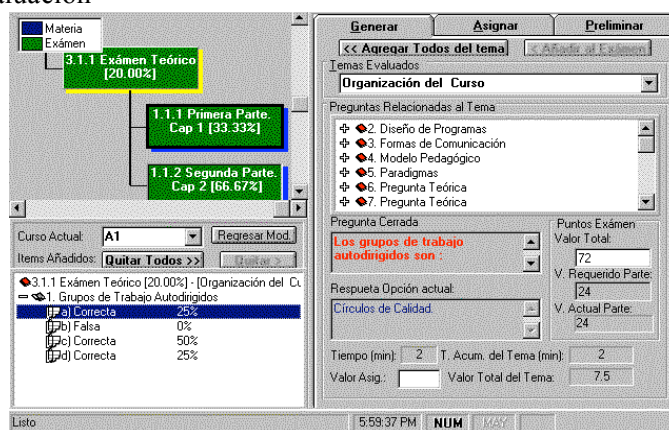 Materia
Exámen
3.1.1 Exámen Teórico
[20.00%]
1.1.1 Primera Parte.
Cap 1 [33.33%]
1.1.2 Segunda Parte.
Cap 2 [66.67%]
Curso Actual:
A1
Regresar Mod.
Items Añadidos:
Quitar Todos >>
Quitar >
3.1.1 Exámen Teórico [20.00%] - [Organización del Cu
1. Grupos de Trabajo Autodirigidos
a) Correcta 25%
b) Falsa 0%
c) Correcta 50%
d) Correcta 25%
Generar
Asignar
Preliminar
<< Agregar Todos del tema
< Añadir al Exámen
Temas Evaluados
Organización del Curso
Preguntas Relacionadas al Tema
2. Diseño de Programas
3. Formas de Comunicación
4. Modelo Pedagógico
5. Paradigmas
6. Pregunta Teórica
7. Pregunta Teórica
Pregunta Cerrada
Los grupos de trabajo
autodirigidos son :
Respueta Opción actual:
Círculos de Calidad.
Puntos Exámen
Valor Total:
72
V. Requerido Parte:
24
V. Actual Parte:
24
Tiempo (min): 2 T. Acum. del Tema (min): 2
Valor Asig.: Valor Total del Tema: 7.5
Listo
5:59:37 PM
NUM
MAY